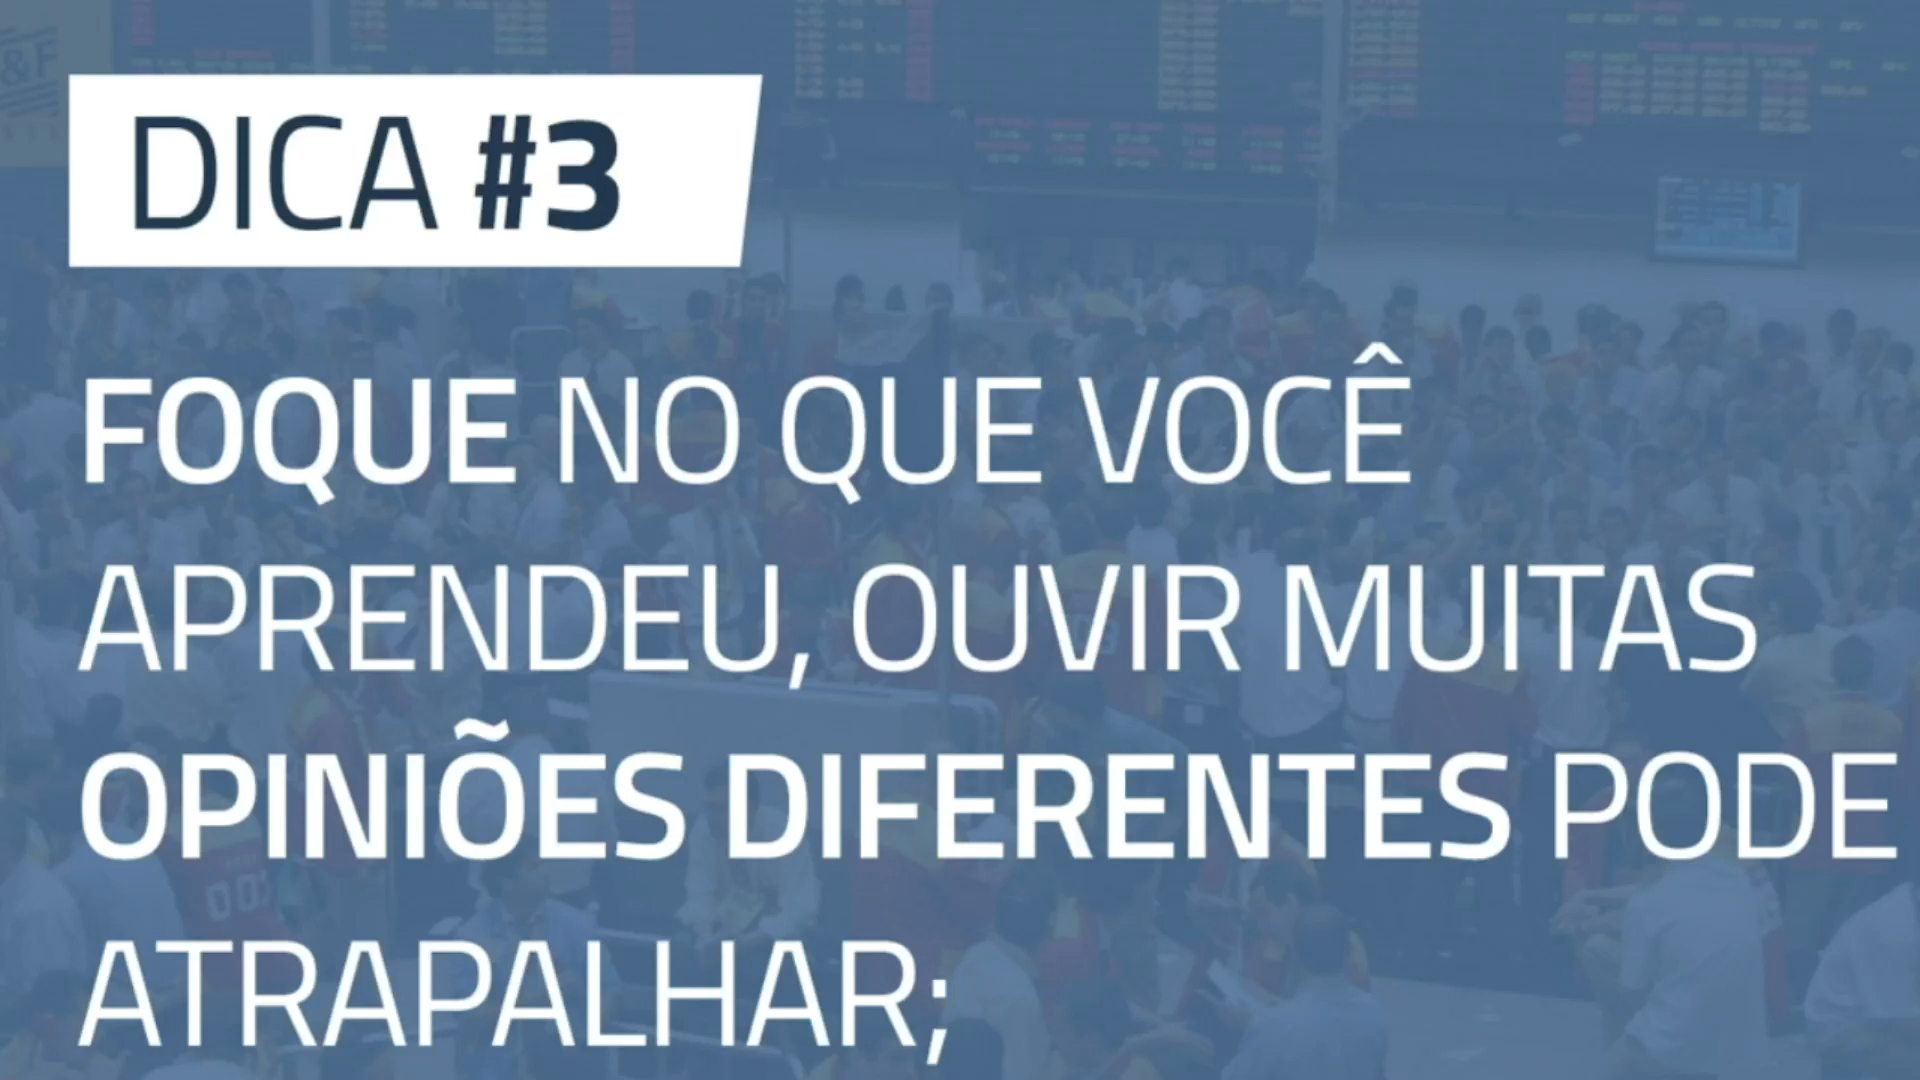 DICA #3
FOQUE NO QUE VOCÊ
APRENDEU, OUVIR MUITAS
OPINIÕES DIFERENTES PODE
ATRAPALHAR;